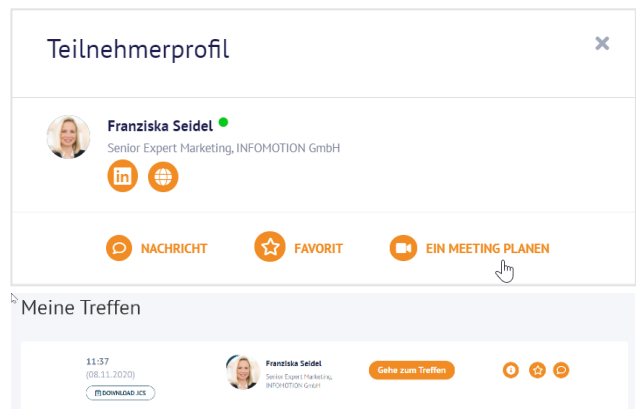 Teilnehmerprofil
Franziska Seidel
Senior Expert Marketing, INFOMOTION GmbH
in
NACHRICHT
FAVORIT
EIN MEETING PLANEN
Meine Treffen
11:37
(08.11.2020)
DOWNLOAD .ICS
Franziska Seidel
Senior Expert Marketing,
INFOMOTION GmbH
Gehe zum Treffen